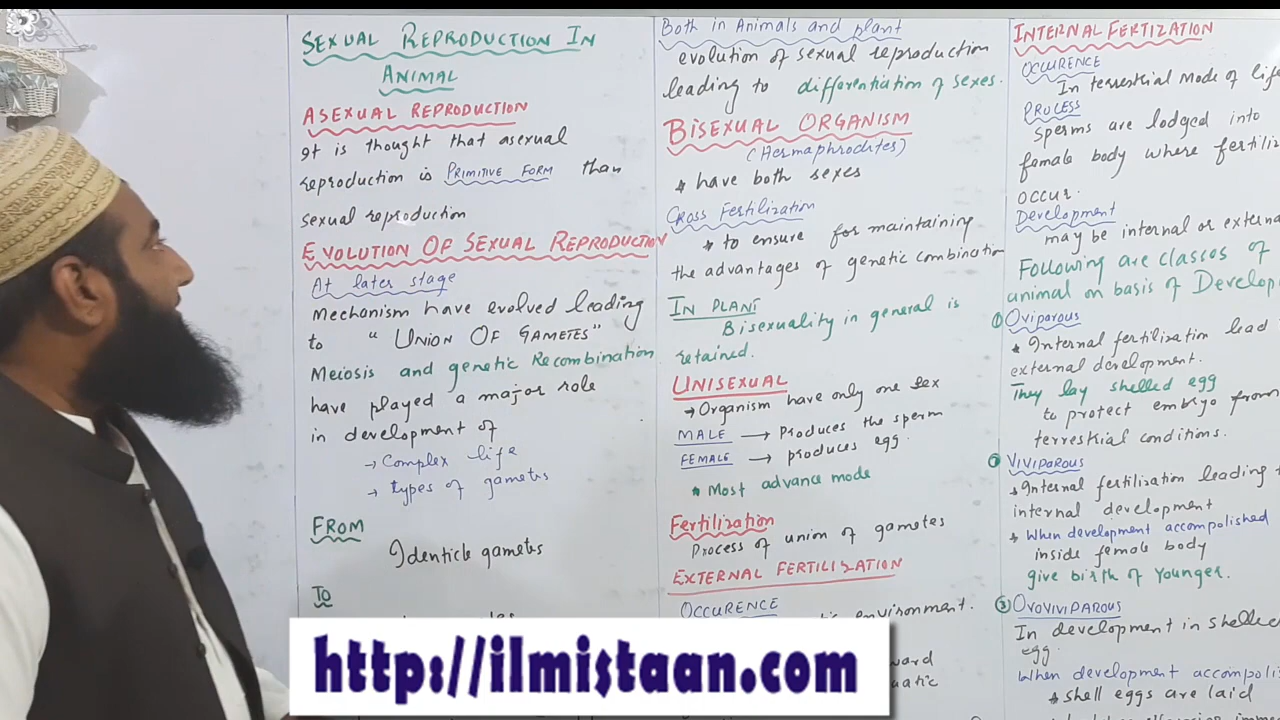 SEXUAL REPRODUCTION IN
ANIMAL
ASEXUAL REPRODUCTION
It is thought that asexual
reproduction is PRIMITIVE FORM than
sexual reproduction
EVOLUTION OF SEXUAL REPRODUCTION
At later stage
Mechanism have evolved leading
to "UNION OF GAMETES"
Meiosis and genetic Recombination
have played a major role
in development of
→ Complex life
→ types of gametes
FROM
Identicle gametes
TO
Both in Animals and plant
evolution of sexual reproduction
leading to differentiation of sexes.
BISEXUAL ORGANISM
(Hermaphrodites)
* have both sexes
CROSS FERTILIZATION
* to ensure for maintaining
the advantages of genetic combination
IN PLANT
Bisexuality in general is
retained.
UNISEXUAL
→ Organism have only one sex
MALE → Produces the sperm
FEMALE → produces egg.
* Most advance mode
Fertilization
Process of union of gametes
EXTERNAL FERTILIZATION
OCCURENCE
environment.
INTERNAL FERTIZATION
OCCURENCE
In terrestrial mode of life
PROCESS
sperms are lodged into
female body where fertiliz
occur.
Development
may be internal or externa
Following are classes of
animal on basis of Develop
① Oviparous
* Internal fertilization lead
external development.
They lay shelled egg
to protect embryo from
terrestrial conditions.
② VIVIPAROUS
* Internal fertilization leading
internal development
* When development accompolished
inside female body
give birth of Younger.
③ OVOVIVIPAROUS
In development in shelled
egg.
When development accompolis
* shell eggs are laid
http://ilmistaan.com